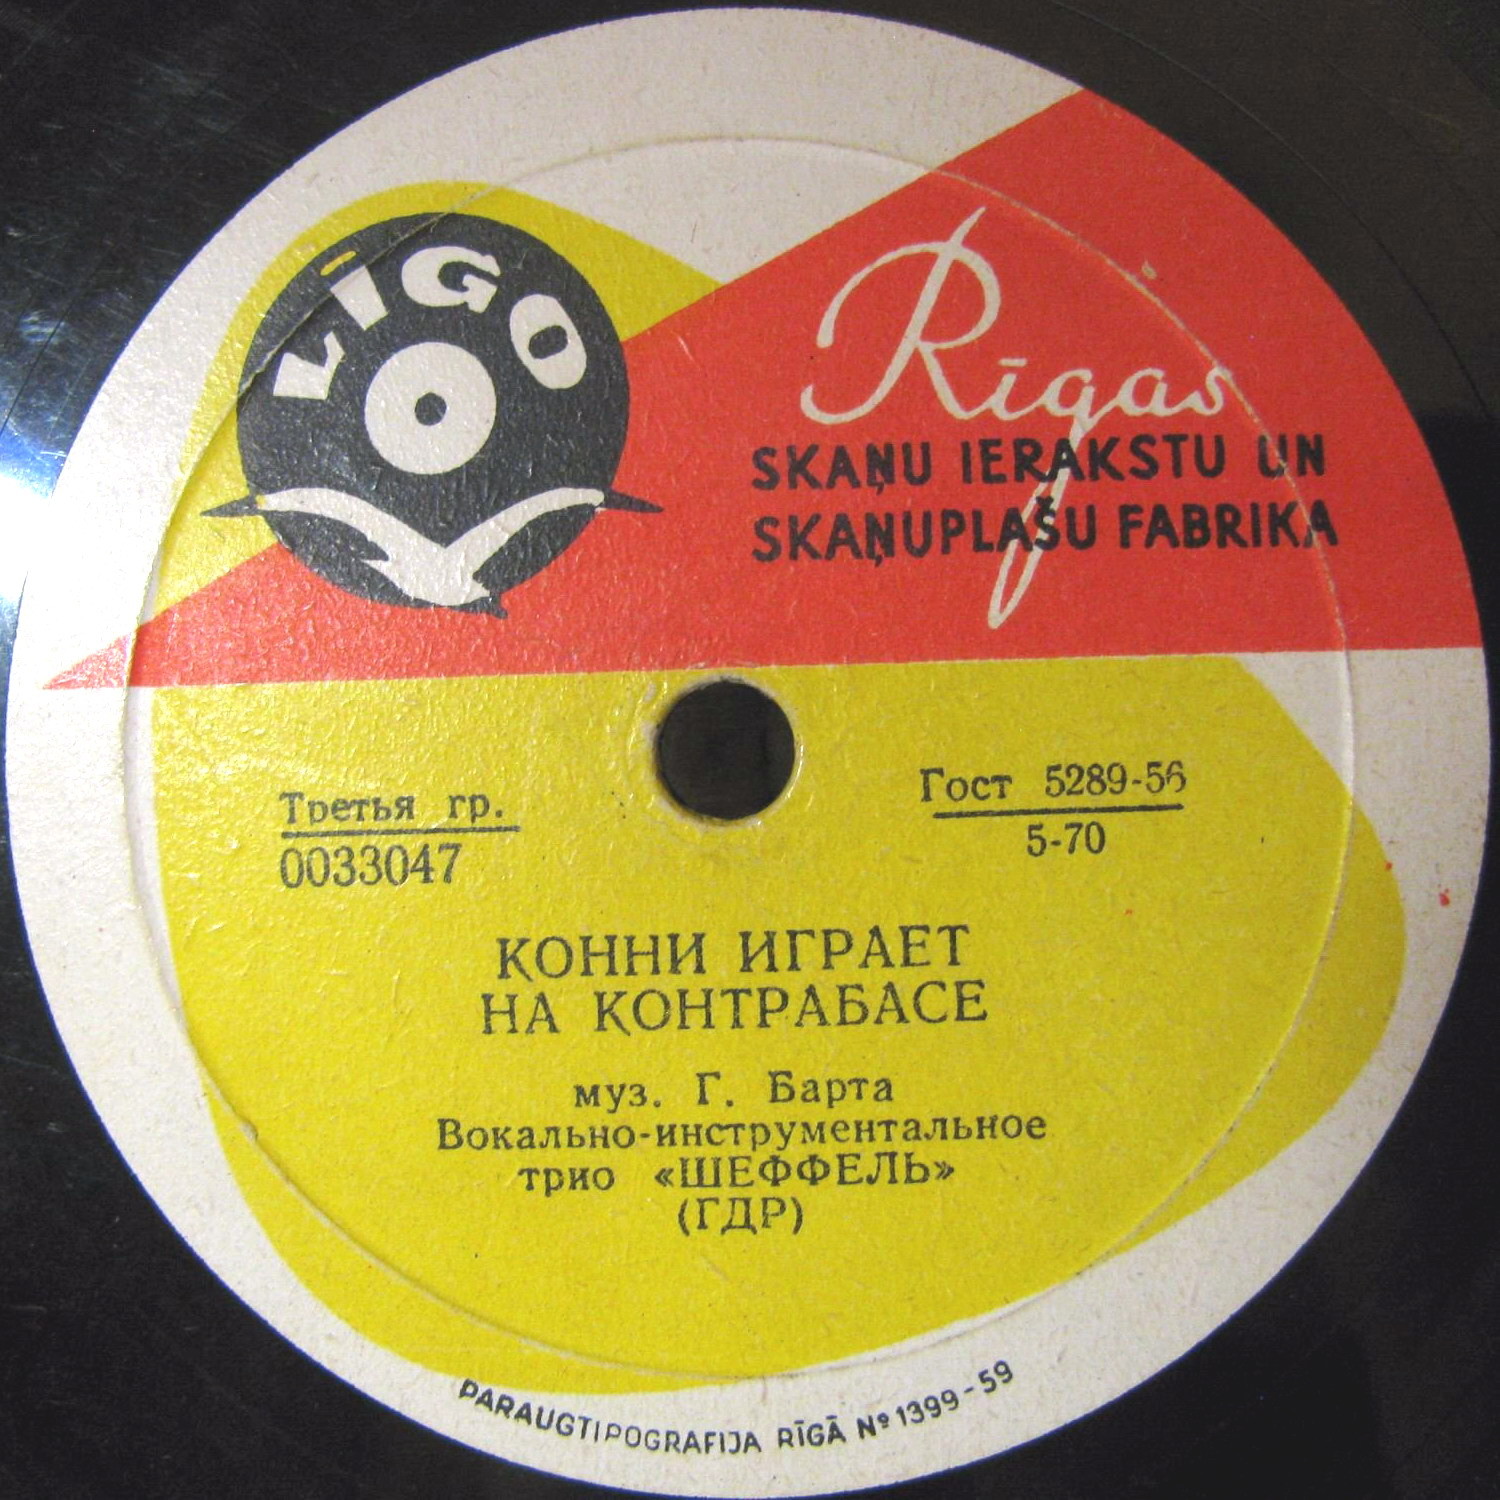 LĪGO
Rīgas
SKAŅU IERAKSTU UN
SKAŅUPLAŠU FABRIKA
Третья гр.
0033047
Гост 5289-56
5-70
КОННИ ИГРАЕТ
НА КОНТРАБАСЕ
муз. Г. Барта
Вокально-инструментальное
трио «ШЕФФЕЛЬ»
(ГДР)
PARAUGTIPOGRAFIJA RĪGĀ № 1399-59